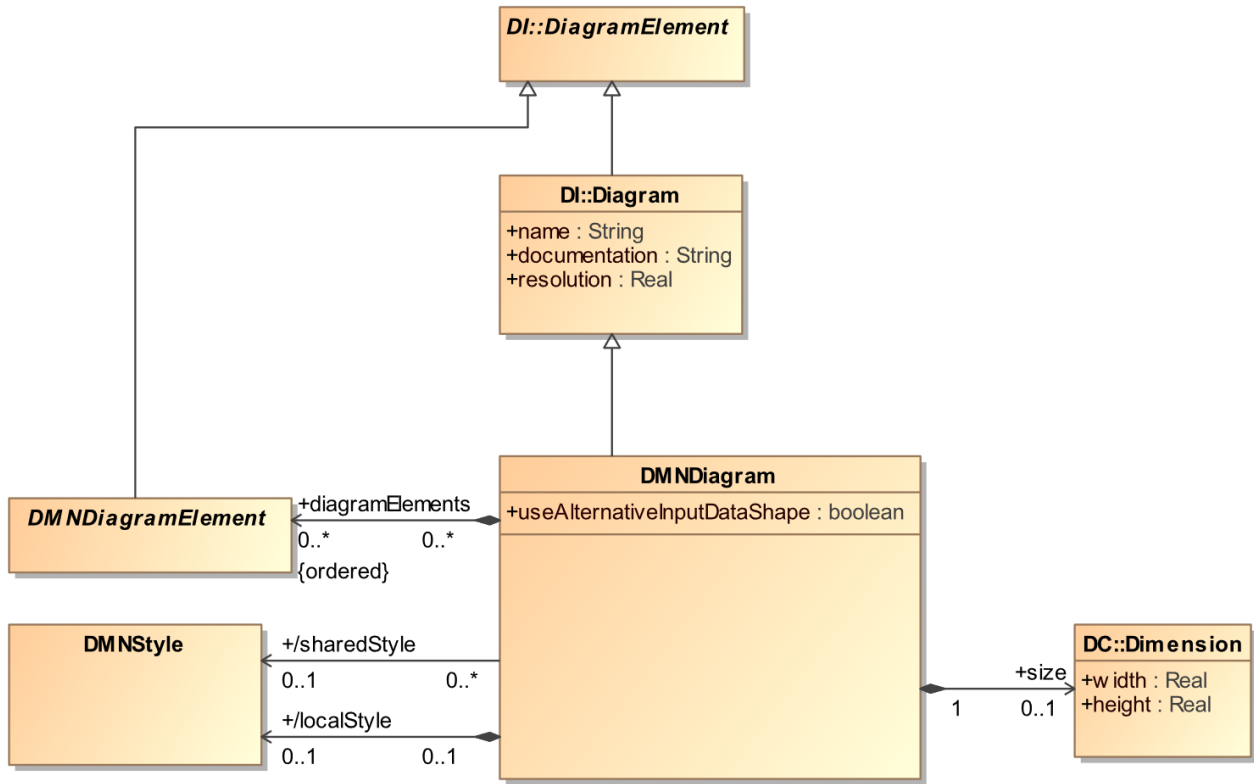 DI::DiagramElement
DI::Diagram
+name : String
+documentation : String
+resolution : Real
DMNDiagram
+useAlternativeInputDataShape : boolean
DMNDiagramElement
+diagramElements
0..* 0..*
{ordered}
DMNStyle
+/sharedStyle
0..1 0..*
+/localStyle
0..1 0..1
+size
1 0..1
DC::Dimension
+width : Real
+height : Real